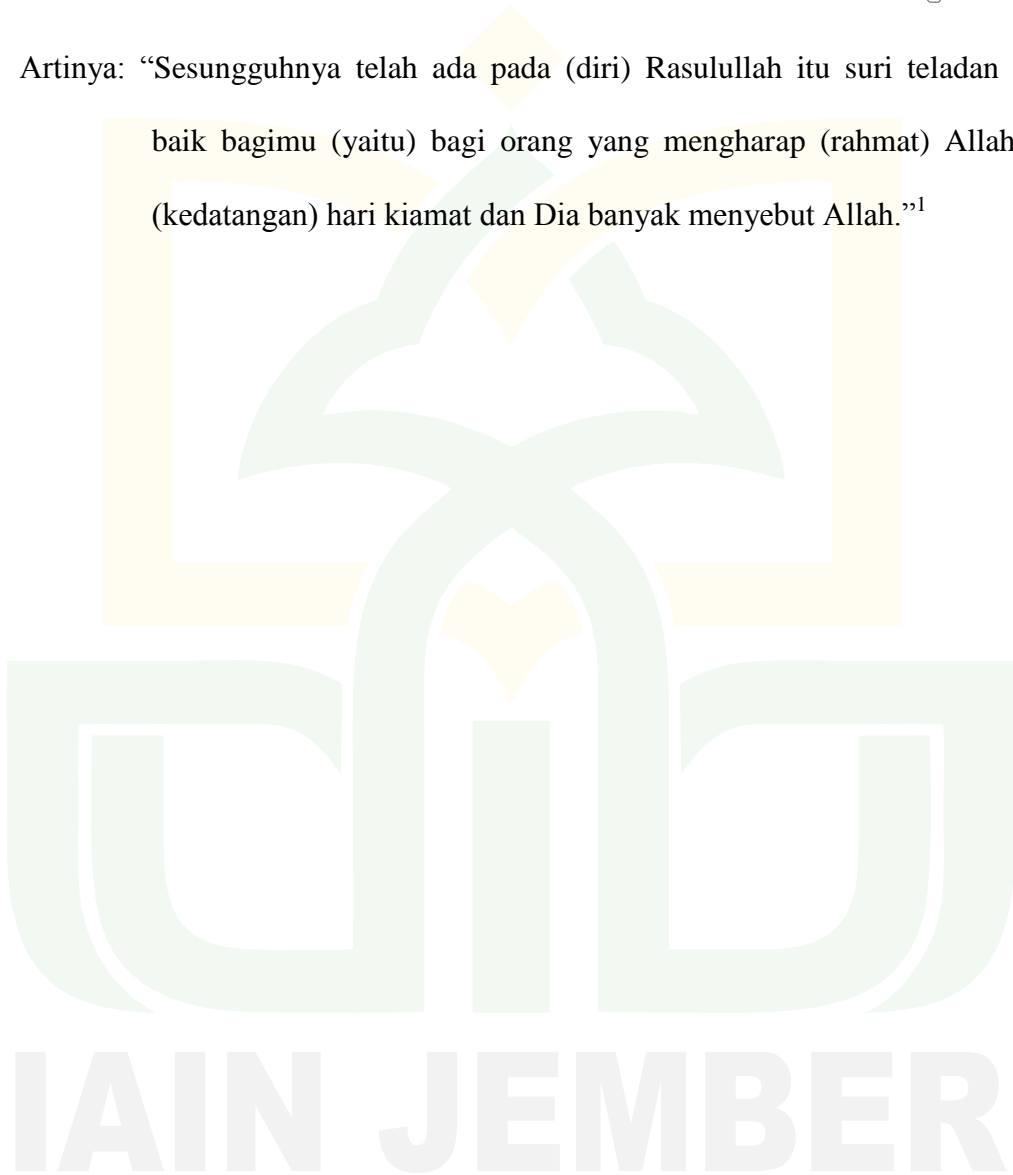 Artinya: “Sesungguhnya telah ada pada (diri) Rasulullah itu suri teladan
baik bagimu (yaitu) bagi orang yang mengharap (rahmat) Allah
(kedatangan) hari kiamat dan Dia banyak menyebut Allah.”1
IAIN JEMBER